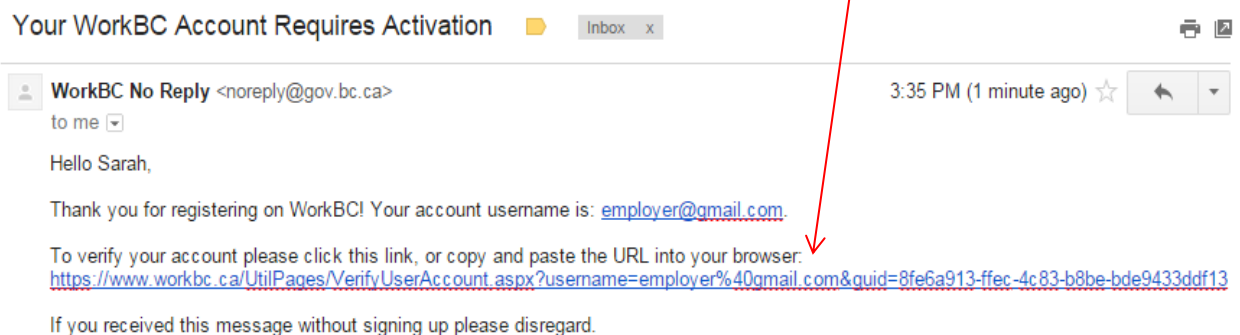 Your WorkBC Account Requires Activation Inbox x
WorkBC No Reply <noreply@gov.bc.ca> 3:35 PM (1 minute ago)
to me
Hello Sarah,
Thank you for registering on WorkBC! Your account username is: employer@gmail.com.
To verify your account please click this link, or copy and paste the URL into your browser:
https://www.workbc.ca/UtilPages/VerifyUserAccount.aspx?username=employer%40gmail.com&guid=8fe6a913-ffec-4c83-b8be-bde9433ddf13
If you received this message without signing up please disregard.